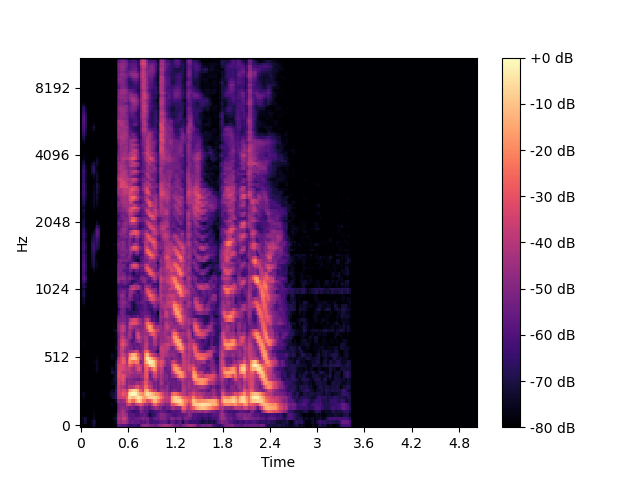 8192
4096
2048
1024
512
0
Hz
0 0.6 1.2 1.8 2.4 3 3.6 4.2 4.8
Time
+0 dB
-10 dB
-20 dB
-30 dB
-40 dB
-50 dB
-60 dB
-70 dB
-80 dB